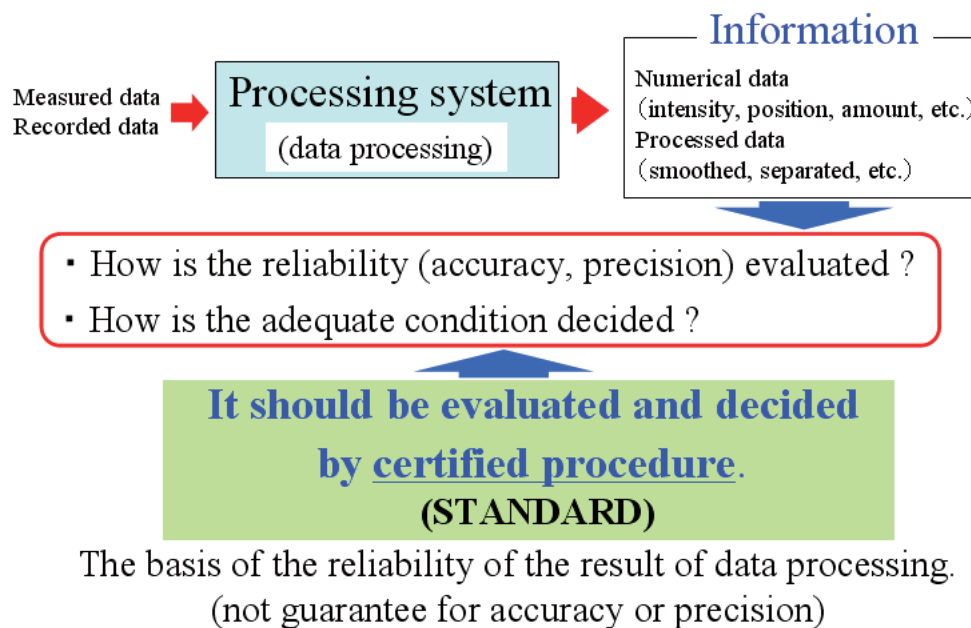 Information
Measured data
Recorded data
Processing system
(data processing)
Numerical data
(intensity, position, amount, etc.)
Processed data
(smoothed, separated, etc.)
・How is the reliability (accuracy, precision) evaluated ?
・How is the adequate condition decided ?
It should be evaluated and decided
by certified procedure.
(STANDARD)
The basis of the reliability of the result of data processing.
(not guarantee for accuracy or precision)